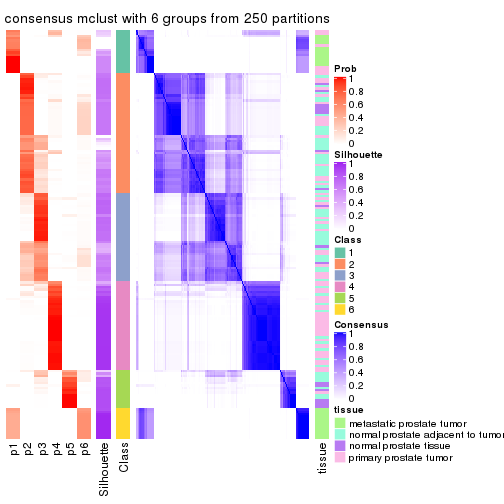 consensus mclust with 6 groups from 250 partitions
Prob
1
0.8
0.6
0.4
0.2
0
Silhouette
1
0.8
0.6
0.4
0.2
0
Class
1
2
3
4
5
6
Consensus
1
0.8
0.6
0.4
0.2
0
tissue
metastatic prostate tumor
normal prostate adjacent to tumor
normal prostate tissue
primary prostate tumor
p1
p2
p3
p4
p5
p6
Silhouette
Class
tissue